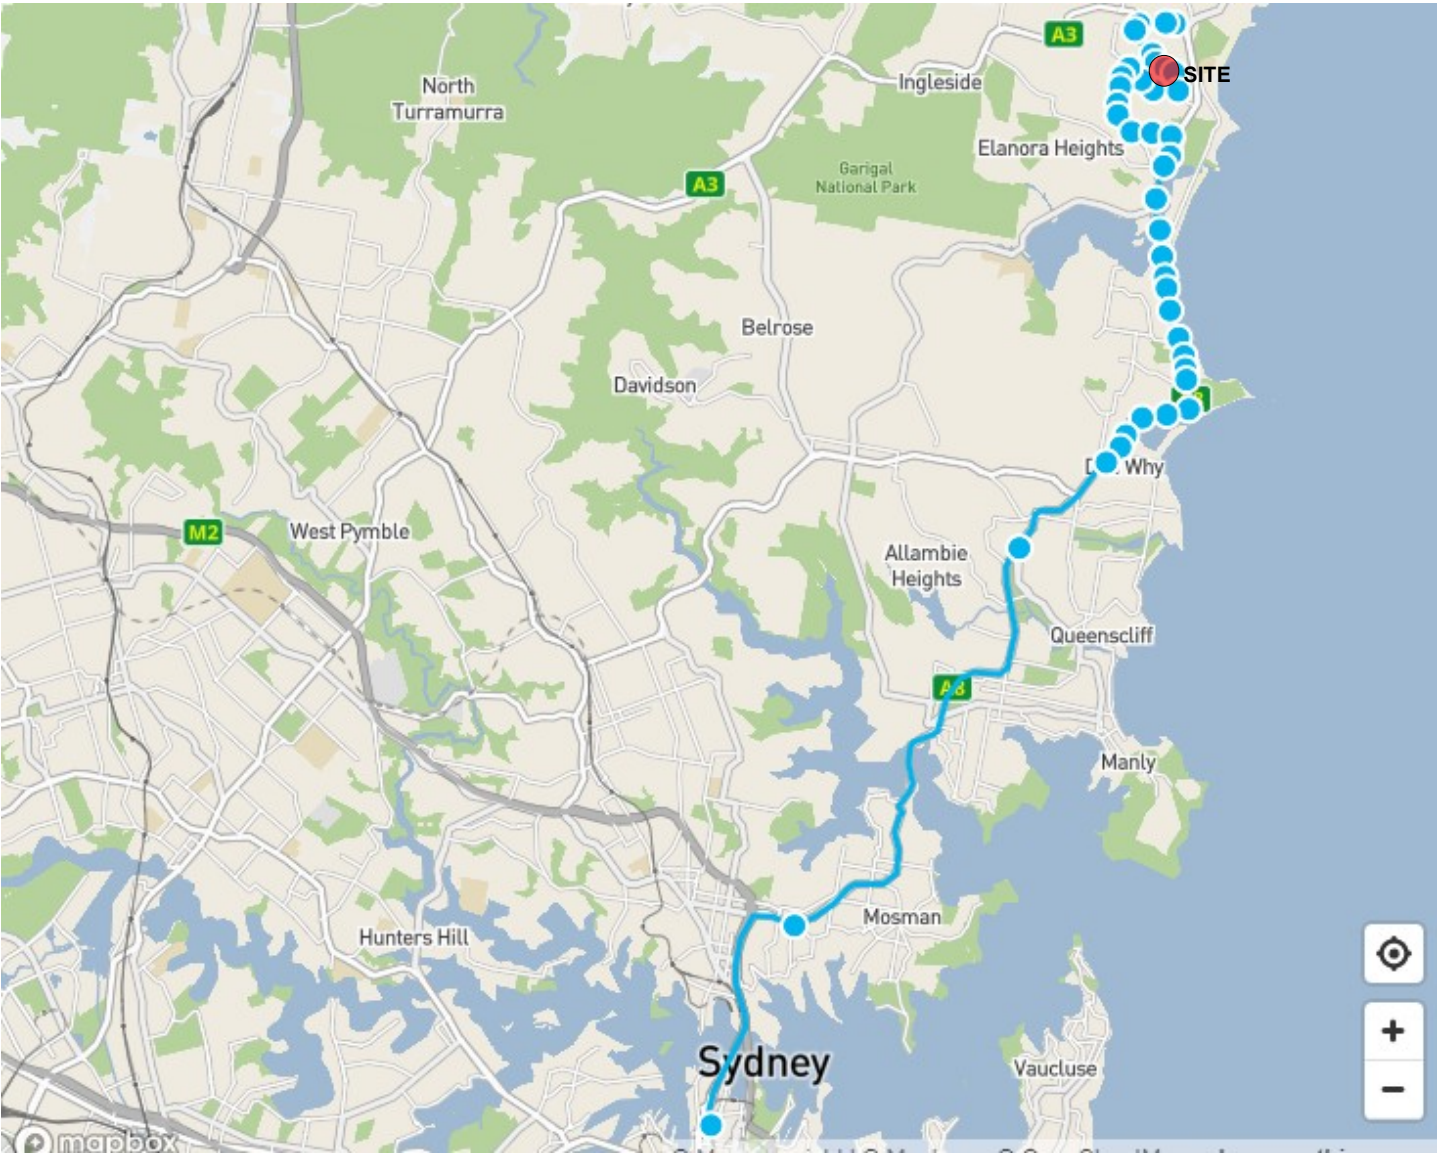 A3
SITE
Ingleside
North
Turramurra
Elanora Heights
Garigal
National Park
A3
Belrose
Davidson
Why
M2
West Pymble
Allambie
Heights
Queenscliff
A8
Manly
Mosman
Hunters Hill
Sydney
Vaucluse
+
−
mapbox